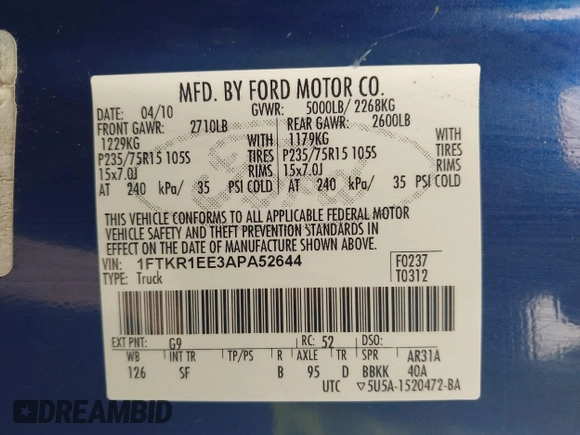 MFD. BY FORD MOTOR CO.
DATE: 04/10 GVWR: 5000LB/ 2268KG
FRONT GAWR: 2710LB REAR GAWR: 2600LB
1229KG WITH 1179KG WITH
P235/75R15 105S TIRES P235/75R15 105S TIRES
15x7.0J RIMS 15x7.0J RIMS
AT 240 kPa/ 35 PSI COLD AT 240 kPa/ 35 PSI COLD
THIS VEHICLE CONFORMS TO ALL APPLICABLE FEDERAL MOTOR
VEHICLE SAFETY AND THEFT PREVENTION STANDARDS IN
EFFECT ON THE DATE OF MANUFACTURE SHOWN ABOVE.
VIN: 1FTKR1EE3APA52644 F0237
TYPE: Truck T0312
EXT PNT: G9 RC: 52 DSO:
WB INT TR TP/PS R AXLE TR SPR AR31A
126 SF B 95 D BBKK 40A
UTC ▽5U5A-1520472-BA
Ford
DREAMBID